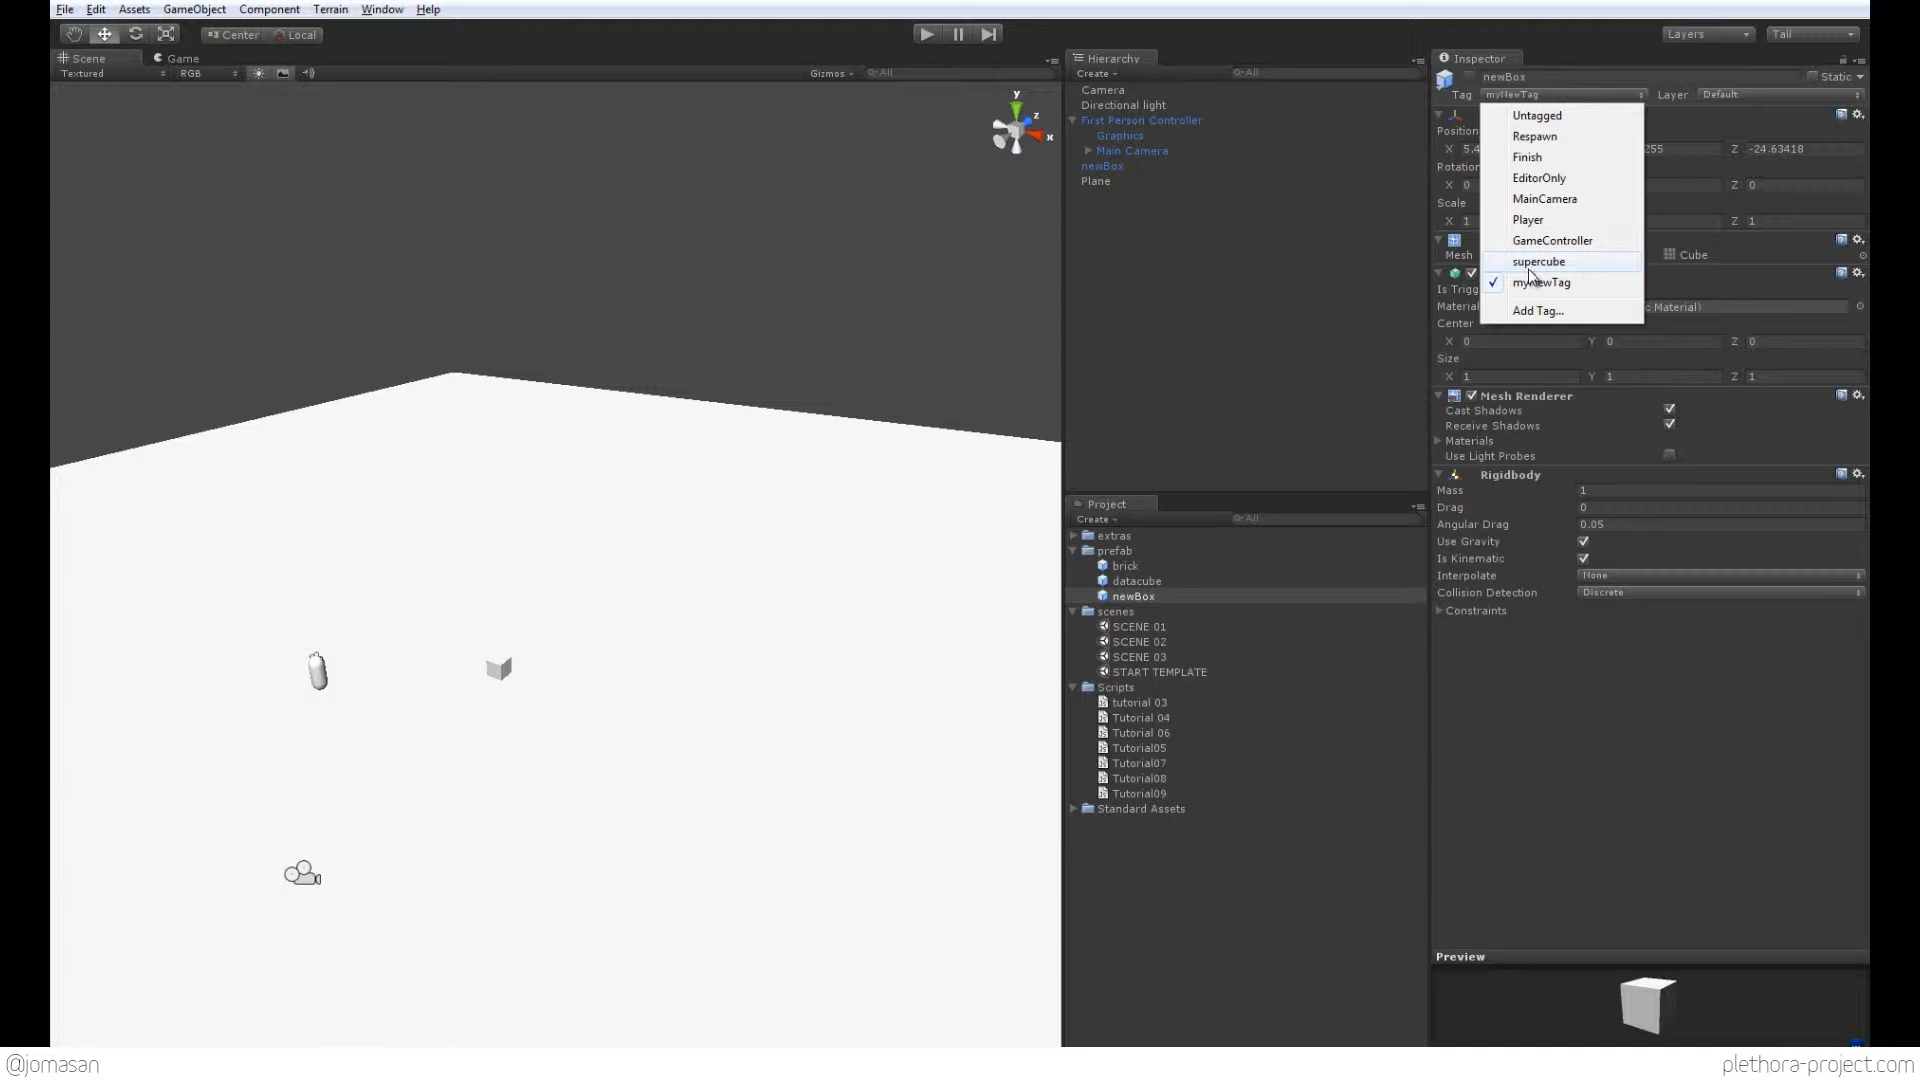 File Edit Assets GameObject Component Terrain Window Help
Center Local
Layers Tall
Scene Game
Textured RGB Gizmos All
Hierarchy
Create All
Camera
Directional light
First Person Controller
Graphics
Main Camera
newBox
Plane
Project
Create All
extras
prefab
brick
datacube
newBox
scenes
SCENE 01
SCENE 02
SCENE 03
START TEMPLATE
Scripts
tutorial 03
Tutorial 04
Tutorial 06
Tutorial05
Tutorial07
Tutorial08
Tutorial09
Standard Assets
Inspector
newBox Static
Tag myNewTag Layer Default
Untagged
Respawn
Finish
EditorOnly
MainCamera
Player
GameController
supercube
Add Tag...
X 5.4 255 Z -24.63418
X 0 Z 0
Scale
X 1 Z 1
Mesh Cube
Material c Material)
Center
X 0 Y 0 Z 0
Size
X 1 Y 1 Z 1
Mesh Renderer
Cast Shadows
Receive Shadows
Materials
Use Light Probes
Rigidbody
Mass 1
Drag 0
Angular Drag 0.05
Use Gravity
Is Kinematic
Interpolate None
Collision Detection Discrete
Constraints
Preview
@jomasan plethora-project.com